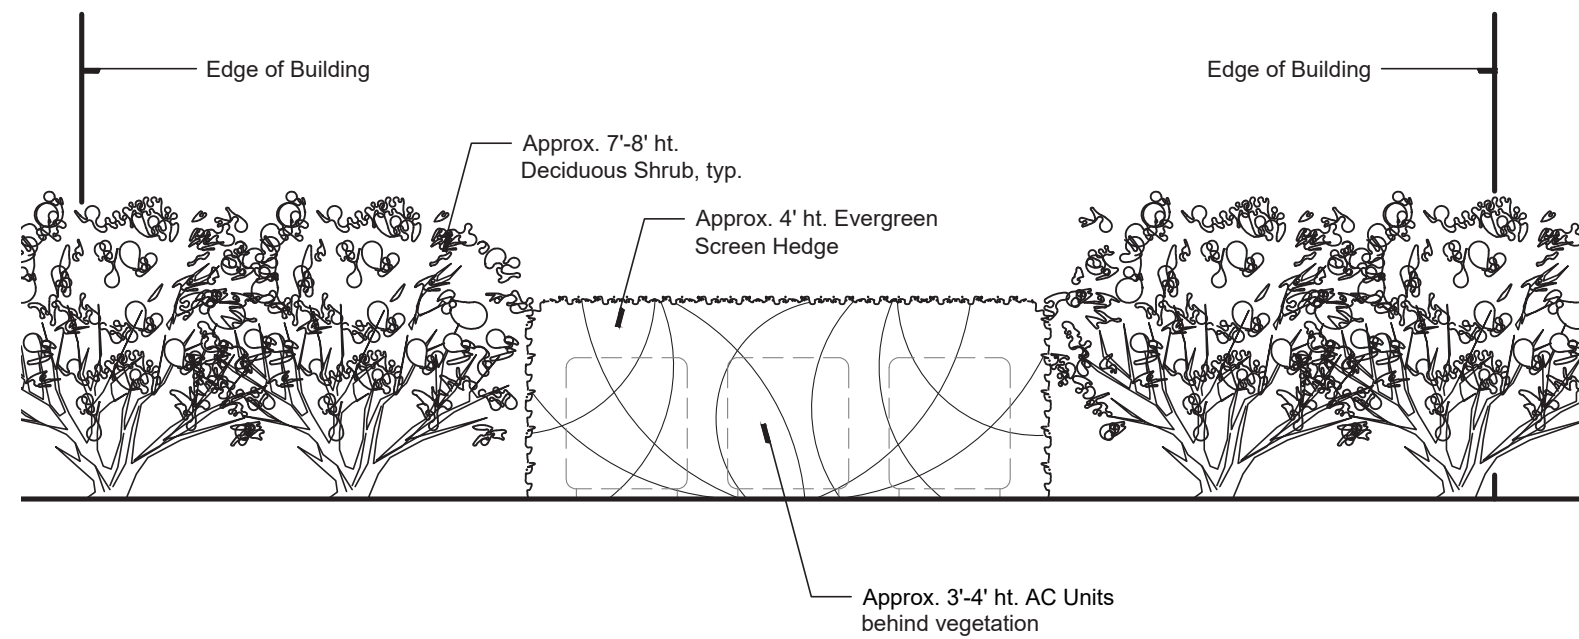 Edge of Building
Edge of Building
Approx. 7'-8' ht.
Deciduous Shrub, typ.
Approx. 4' ht. Evergreen
Screen Hedge
Approx. 3'-4' ht. AC Units
behind vegetation